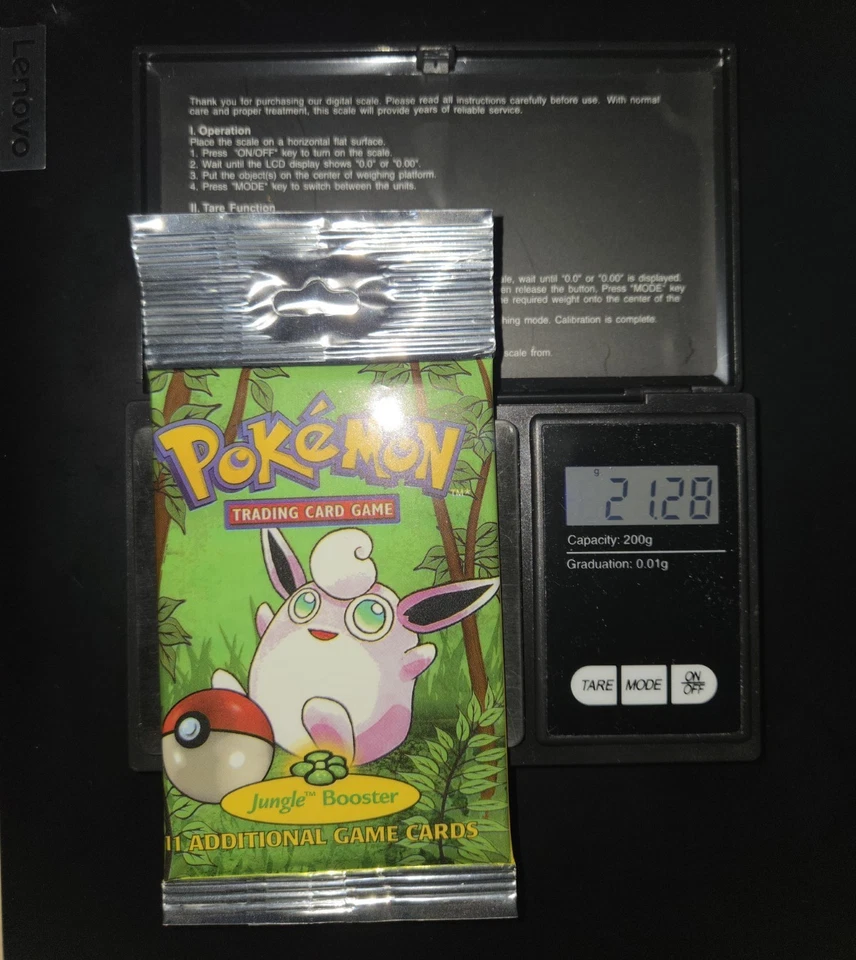 Lenovo
Thank you for purchasing our digital scale. Please read all instructions carefully before use. With normal
care and proper treatment, this scale will provide years of reliable service.
I. Operation
Place the scale on a horizontal flat surface.
1. Press "ON/OFF" key to turn on the scale.
2. Wait until the LCD display shows "0.0" or "0.00".
3. Put the object(s) on the center of weighing platform.
4. Press "MODE" key to switch between the units.
II. Tare Function
wait until "0.0" or "0.00" is displayed.
release the button. Press "MODE" key
required weight onto the center of the
mode. Calibration is complete.
scale from.
POKéMON
TM
TRADING CARD GAME
Jungle™ Booster
11 ADDITIONAL GAME CARDS
g
21.28
Capacity: 200g
Graduation: 0.01g
TARE
MODE
ON
OFF